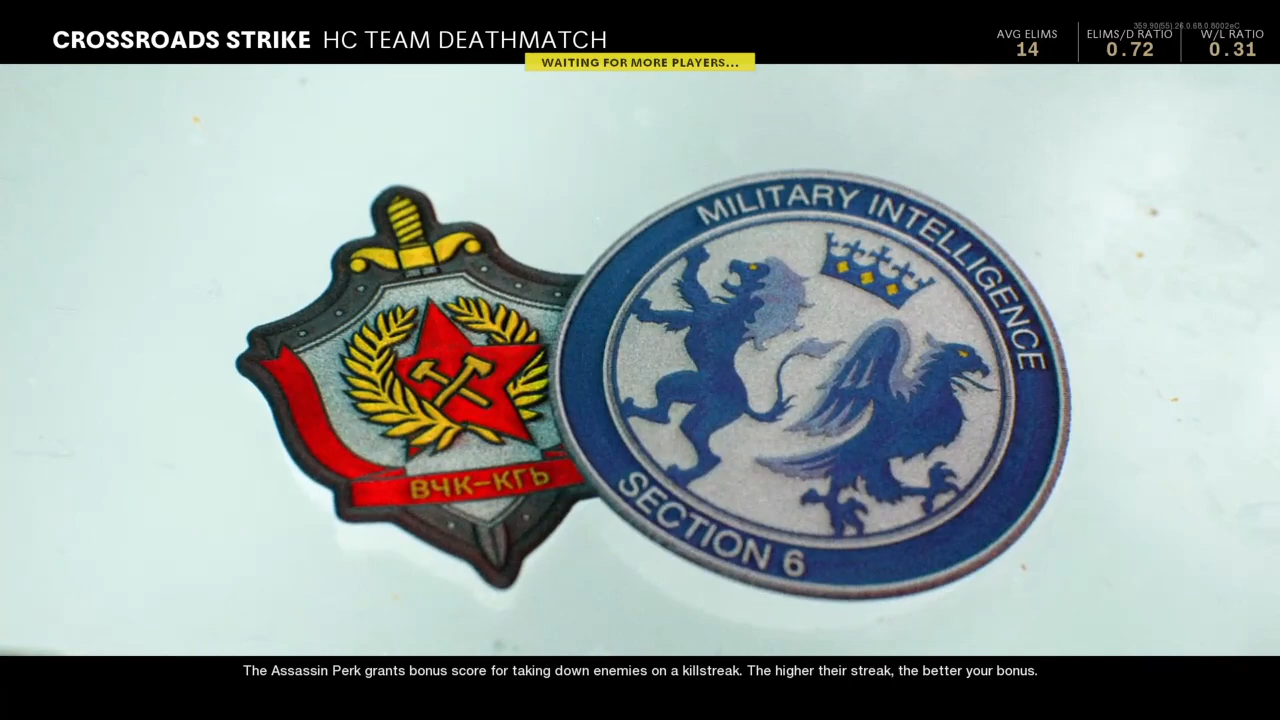 CROSSROADS STRIKE HC TEAM DEATHMATCH
WAITING FOR MORE PLAYERS...
AVG ELIMS
14
ELIMS/D RATIO
0.72
W/L RATIO
0.31
MILITARY INTELLIGENCE
SECTION 6
ВЧК–КГЬ
The Assassin Perk grants bonus score for taking down enemies on a killstreak. The higher their streak, the better your bonus.